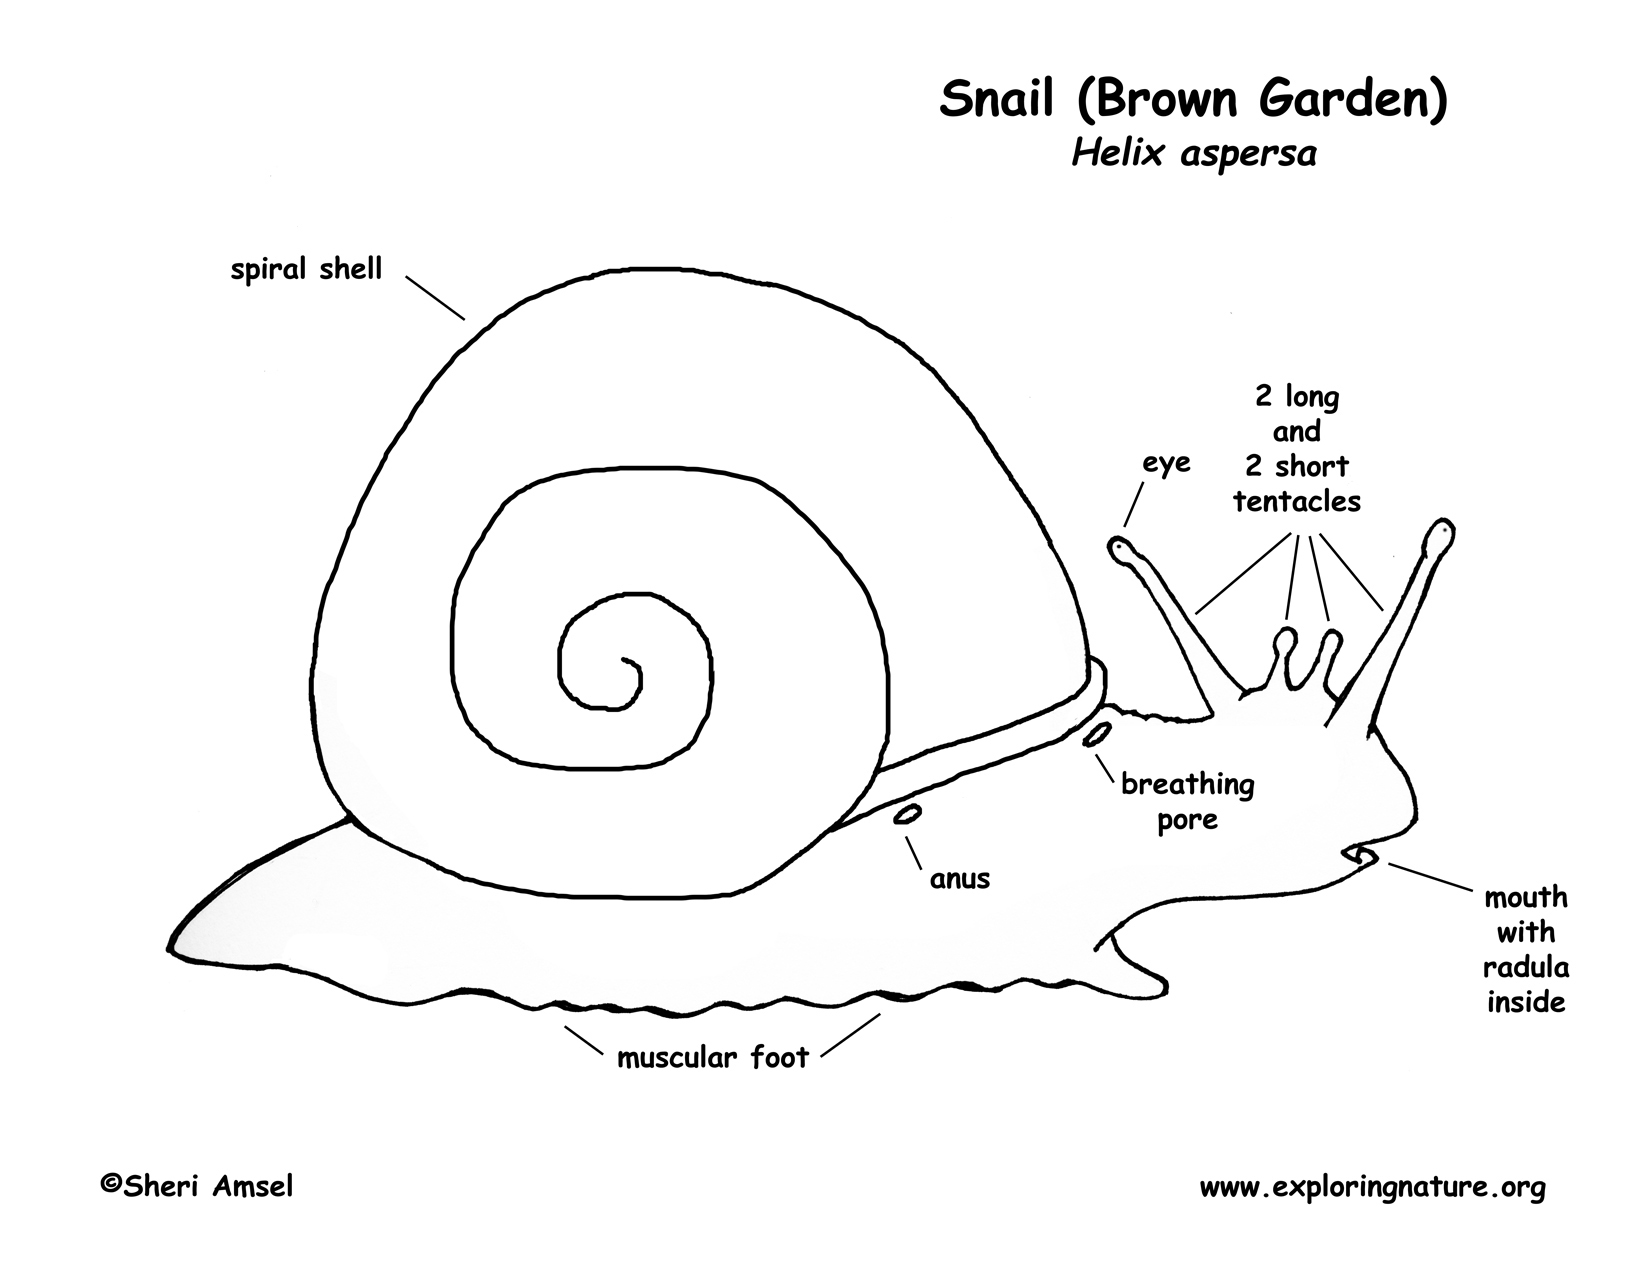 Snail (Brown Garden)
Helix aspersa
spiral shell
2 long
and
2 short
tentacles
eye
breathing
pore
anus
mouth
with
radula
inside
muscular foot
©Sheri Amsel
www.exploringnature.org